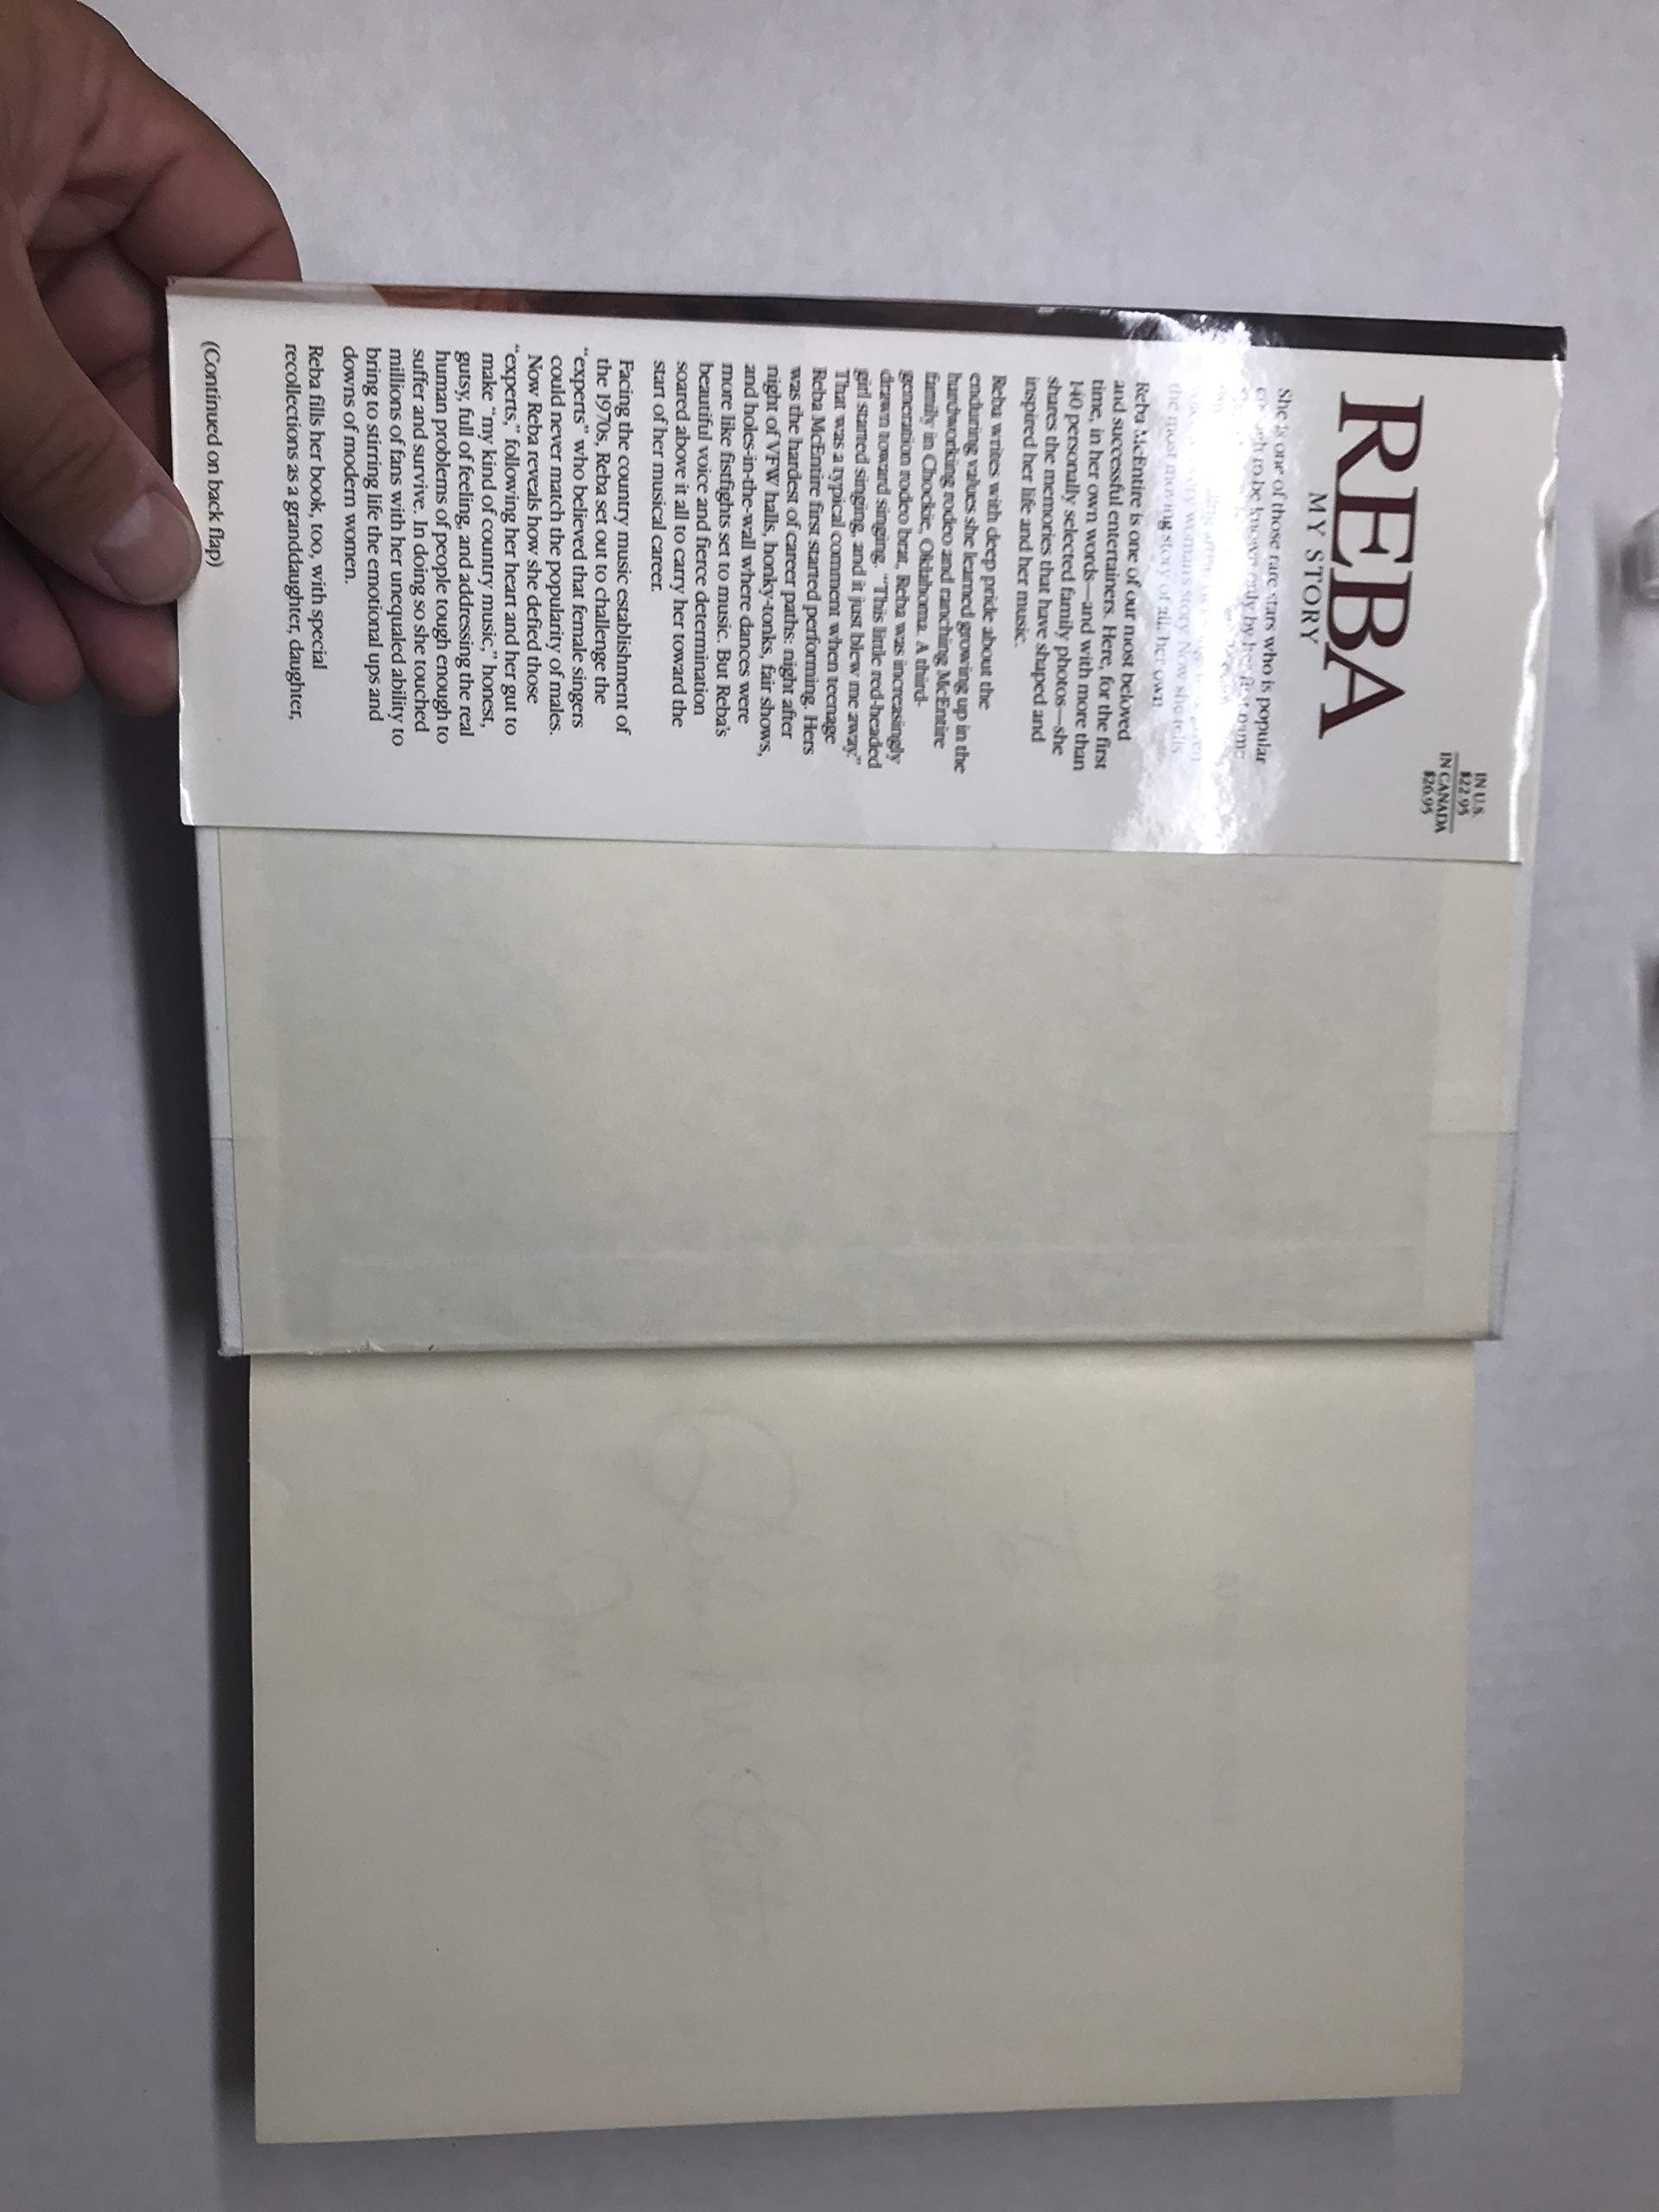 IN U.S.
$22.95
IN CANADA
$26.95
REBA
MY STORY
She is one of those rare stars who is popular
to be known only by her first name
woman's story. Now she tells
the most moving story of all: her own.
Reba McEntire is one of our most beloved
and successful entertainers. Here, for the first
time, in her own words—and with more than
140 personally selected family photos—she
shares the memories that have shaped and
inspired her life and her music.
Reba writes with deep pride about the
enduring values she learned growing up in the
hardworking rodeo and ranching McEntire
family in Chockie, Oklahoma. A third-
generation rodeo brat, Reba was increasingly
drawn toward singing. "This little red-headed
girl started singing, and it just blew me away."
That was a typical comment when teenage
Reba McEntire first started performing. Hers
was the hardest of career paths: night after
night of VFW halls, honky-tonks, fair shows,
and holes-in-the-wall where dances were
more like fistfights set to music. But Reba's
beautiful voice and fierce determination
soared above it all to carry her toward the
start of her musical career.
Facing the country music establishment of
the 1970s, Reba set out to challenge the
"experts" who believed that female singers
could never match the popularity of males.
Now Reba reveals how she defied those
"experts," following her heart and her gut to
make "my kind of country music," honest,
gutsy, full of feeling, and addressing the real
human problems of people tough enough to
suffer and survive. In doing so she touched
millions of fans with her unequaled ability to
bring to stirring life the emotional ups and
downs of modern women.
Reba fills her book, too, with special
recollections as a granddaughter, daughter,
(Continued on back flap)